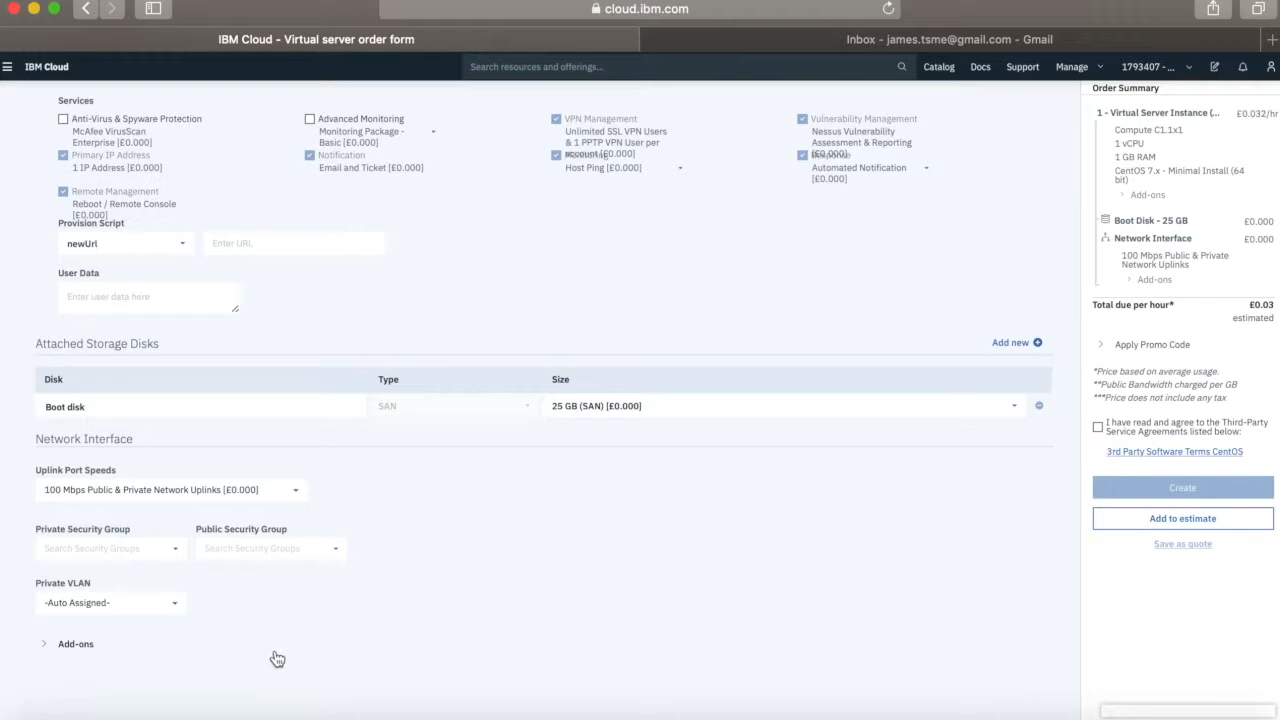 cloud.ibm.com
IBM Cloud - Virtual server order form
Inbox - james.tsme@gmail.com - Gmail
IBM Cloud
Search resources and offerings...
Catalog
Docs
Support
Manage
1793407 - ...
Services
Anti-Virus & Spyware Protection
McAfee VirusScan
Enterprise [£0.000]
Advanced Monitoring
Monitoring Package -
Basic [£0.000]
VPN Management
Unlimited SSL VPN Users
& 1 PPTP VPN User per
account [£0.000]
Vulnerability Management
Nessus Vulnerability
Assessment & Reporting
[£0.000]
Primary IP Address
1 IP Address [£0.000]
Notification
Email and Ticket [£0.000]
Host Ping [£0.000]
Automated Notification
[£0.000]
Remote Management
Reboot / Remote Console
[£0.000]
Provision Script
newUrl
Enter URL
User Data
Enter user data here
Attached Storage Disks
Add new
Disk
Type
Size
Boot disk
SAN
25 GB (SAN) [£0.000]
Network Interface
Uplink Port Speeds
100 Mbps Public & Private Network Uplinks [£0.000]
Private Security Group
Public Security Group
Search Security Groups
Search Security Groups
Private VLAN
-Auto Assigned-
Add-ons
Order Summary
1 - Virtual Server Instance (...
£0.032/hr
Compute C1.1x1
1 vCPU
1 GB RAM
CentOS 7.x - Minimal Install (64
bit)
Add-ons
Boot Disk - 25 GB
£0.000
Network Interface
£0.000
100 Mbps Public & Private
Network Uplinks
Add-ons
Total due per hour*
£0.03
estimated
Apply Promo Code
*Price based on average usage.
**Public Bandwidth charged per GB
***Price does not include any tax
I have read and agree to the Third-Party
Service Agreements listed below:
3rd Party Software Terms CentOS
Create
Add to estimate
Save as quote